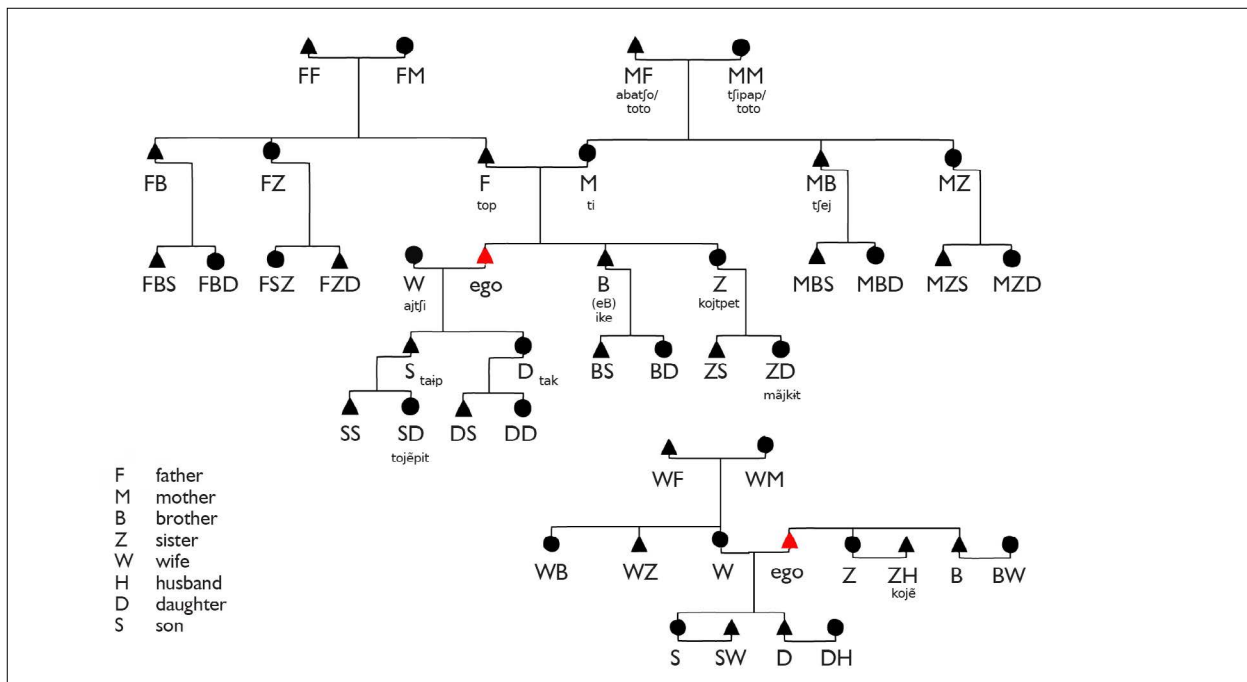 FF FM MF MM
abatʃo/ tʃipap/
toto toto
FB FZ F M MB MZ
top ti tʃej
FBS FBD FSZ FZD W ego B Z MBS MBD MZS MZD
ajtʃi (eB) kojtpet
ike
S taɨp D tak BS BD ZS ZD
mãjkɨt
SS SD DS DD
tojẽpit
WF WM
F father
M mother
B brother
Z sister
W wife
H husband
D daughter
S son
WB WZ W ego Z ZH B BW
kojẽ
S SW D DH